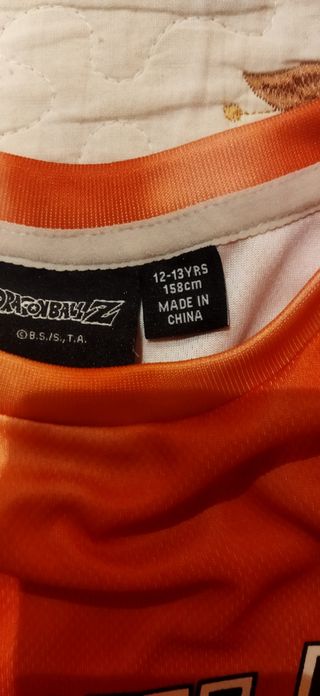 DRAGONBALL Z
©B.S./S.,T.A.
12-13YRS
158cm
MADE IN
CHINA